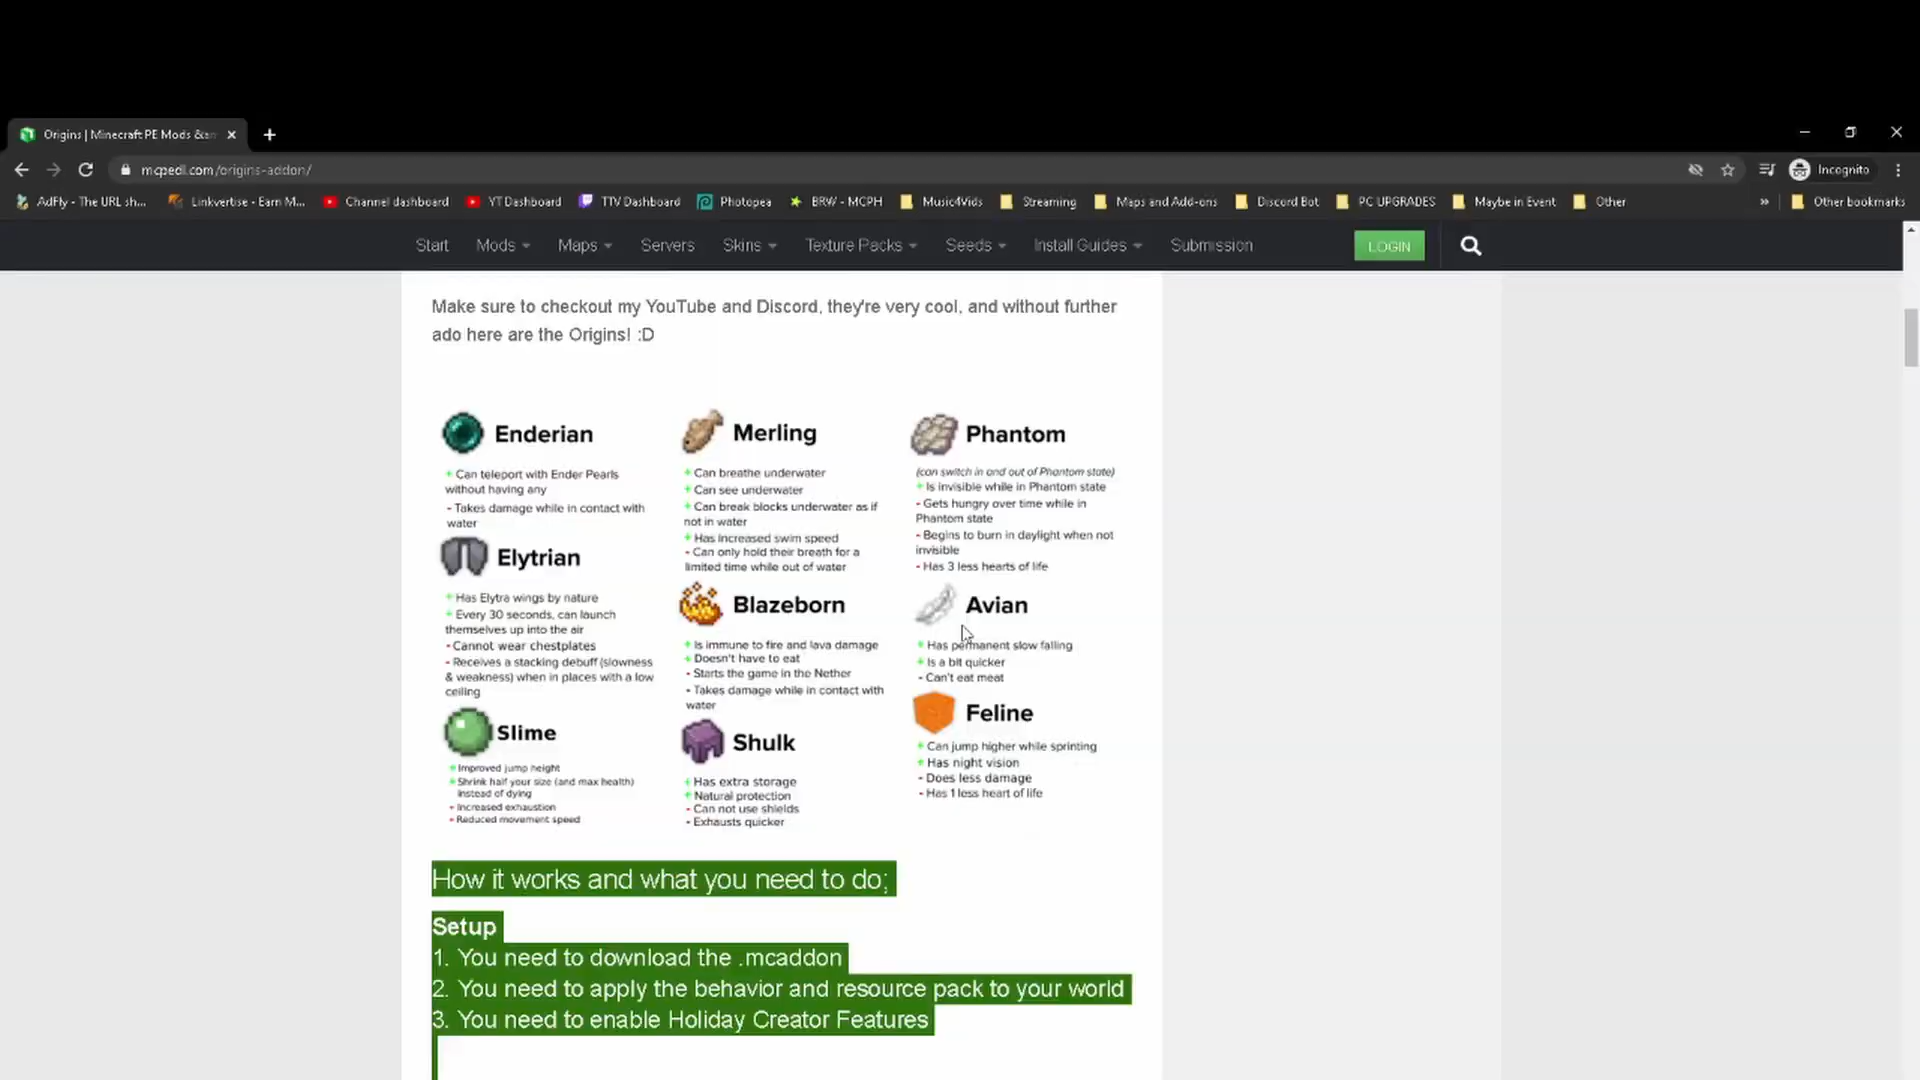 Origins | Minecraft PE Mods &an
mcpedl.com/origins-addon/
Incognito
AdFly - The URL sh...
Linkvertise - Earn M...
Channel dashboard
YT Dashboard
TTV Dashboard
Photopea
BRW - MCPH
Music4Vids
Streaming
Maps and Add-ons
Discord Bot
PC UPGRADES
Maybe in Event
Other
»
Other bookmarks
Start
Mods
Maps
Servers
Skins
Texture Packs
Seeds
Install Guides
Submission
LOGIN
Make sure to checkout my YouTube and Discord, they're very cool, and without further
ado here are the Origins! :D
Enderian
+ Can teleport with Ender Pearls
without having any
- Takes damage while in contact with
water
Elytrian
+ Has Elytra wings by nature
+ Every 30 seconds, can launch
themselves up into the air
- Cannot wear chestplates
- Receives a stacking debuff (slowness
& weakness) when in places with a low
ceiling
Slime
+ Improved jump height
+ Shrink half your size (and max health)
instead of dying
- Increased exhaustion
- Reduced movement speed
Merling
+ Can breathe underwater
+ Can see underwater
+ Can break blocks underwater as if
not in water
+ Has increased swim speed
- Can only hold their breath for a
limited time while out of water
Blazeborn
+ Is immune to fire and lava damage
+ Doesn't have to eat
- Starts the game in the Nether
- Takes damage while in contact with
water
Shulk
+ Has extra storage
+ Natural protection
- Can not use shields
- Exhausts quicker
Phantom
(can switch in and out of Phantom state)
+ Is invisible while in Phantom state
- Gets hungry over time while in
Phantom state
- Begins to burn in daylight when not
invisible
- Has 3 less hearts of life
Avian
+ Has permanent slow falling
+ Is a bit quicker
- Can't eat meat
Feline
+ Can jump higher while sprinting
+ Has night vision
- Does less damage
- Has 1 less heart of life
How it works and what you need to do;
Setup
1. You need to download the .mcaddon
2. You need to apply the behavior and resource pack to your world
3. You need to enable Holiday Creator Features